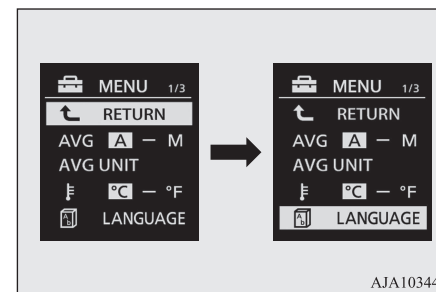 MENU 1/3
RETURN
AVG A – M
AVG UNIT
°C – °F
LANGUAGE
MENU 1/3
RETURN
AVG A – M
AVG UNIT
°C – °F
LANGUAGE
AJA10344